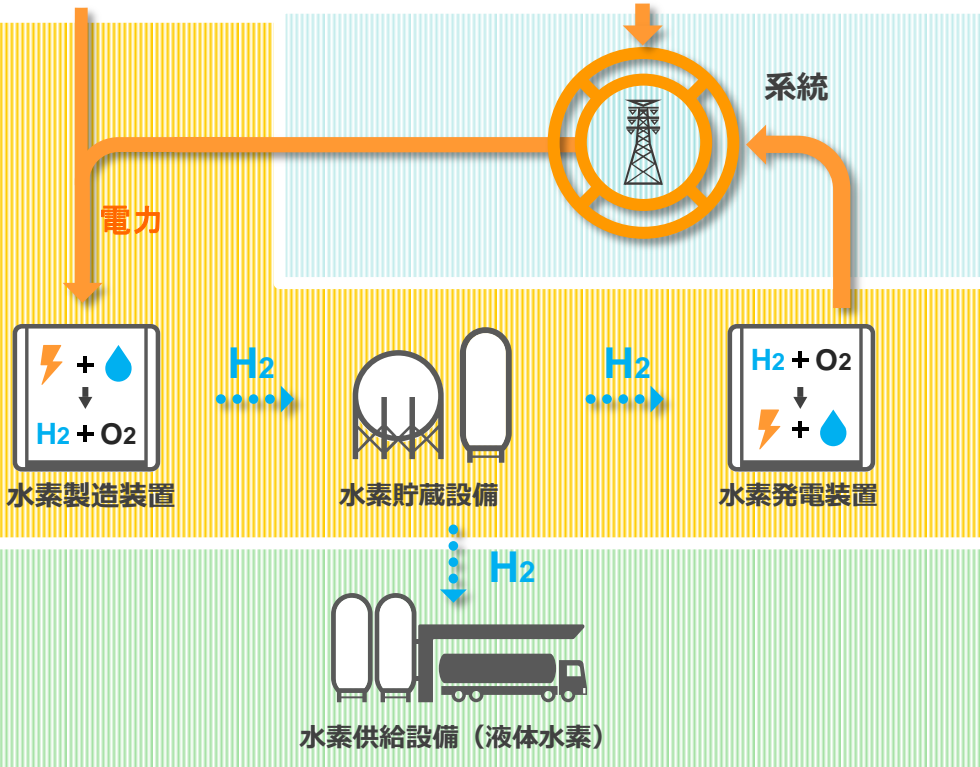 系統
電力
H2
H2
+
H2 + O2
H2 + O2
+
水素製造装置
水素貯蔵設備
水素発電装置
H2
水素供給設備（液体水素）